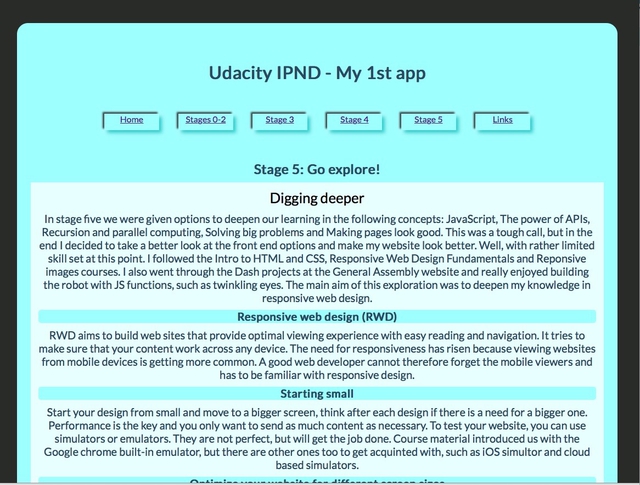 Udacity IPND - My 1st app
Home Stages 0-2 Stage 3 Stage 4 Stage 5 Links
Stage 5: Go explore!
Digging deeper
In stage five we were given options to deepen our learning in the following concepts: JavaScript, The power of APIs,
Recursion and parallel computing, Solving big problems and Making pages look good. This was a tough call, but in the
end I decided to take a better look at the front end options and make my website look better. Well, with rather limited
skill set at this point. I followed the Intro to HTML and CSS, Responsive Web Design Fundamentals and Reponsive
images courses. I also went through the Dash projects at the General Assembly website and really enjoyed building
the robot with JS functions, such as twinkling eyes. The main aim of this exploration was to deepen my knowledge in
responsive web design.
Responsive web design (RWD)
RWD aims to build web sites that provide optimal viewing experience with easy reading and navigation. It tries to
make sure that your content work across any device. The need for responsiveness has risen because viewing websites
from mobile devices is getting more common. A good web developer cannot therefore forget the mobile viewers and
has to be familiar with responsive design.
Starting small
Start your design from small and move to a bigger screen, think after each design if there is a need for a bigger one.
Performance is the key and you only want to send as much content as necessary. To test your website, you can use
simulators or emulators. They are not perfect, but will get the job done. Course material introduced us with the
Google chrome built-in emulator, but there are other ones too to get acquinted with, such as iOS simultor and cloud
based simulators.
Optimize your website for different screen sizes